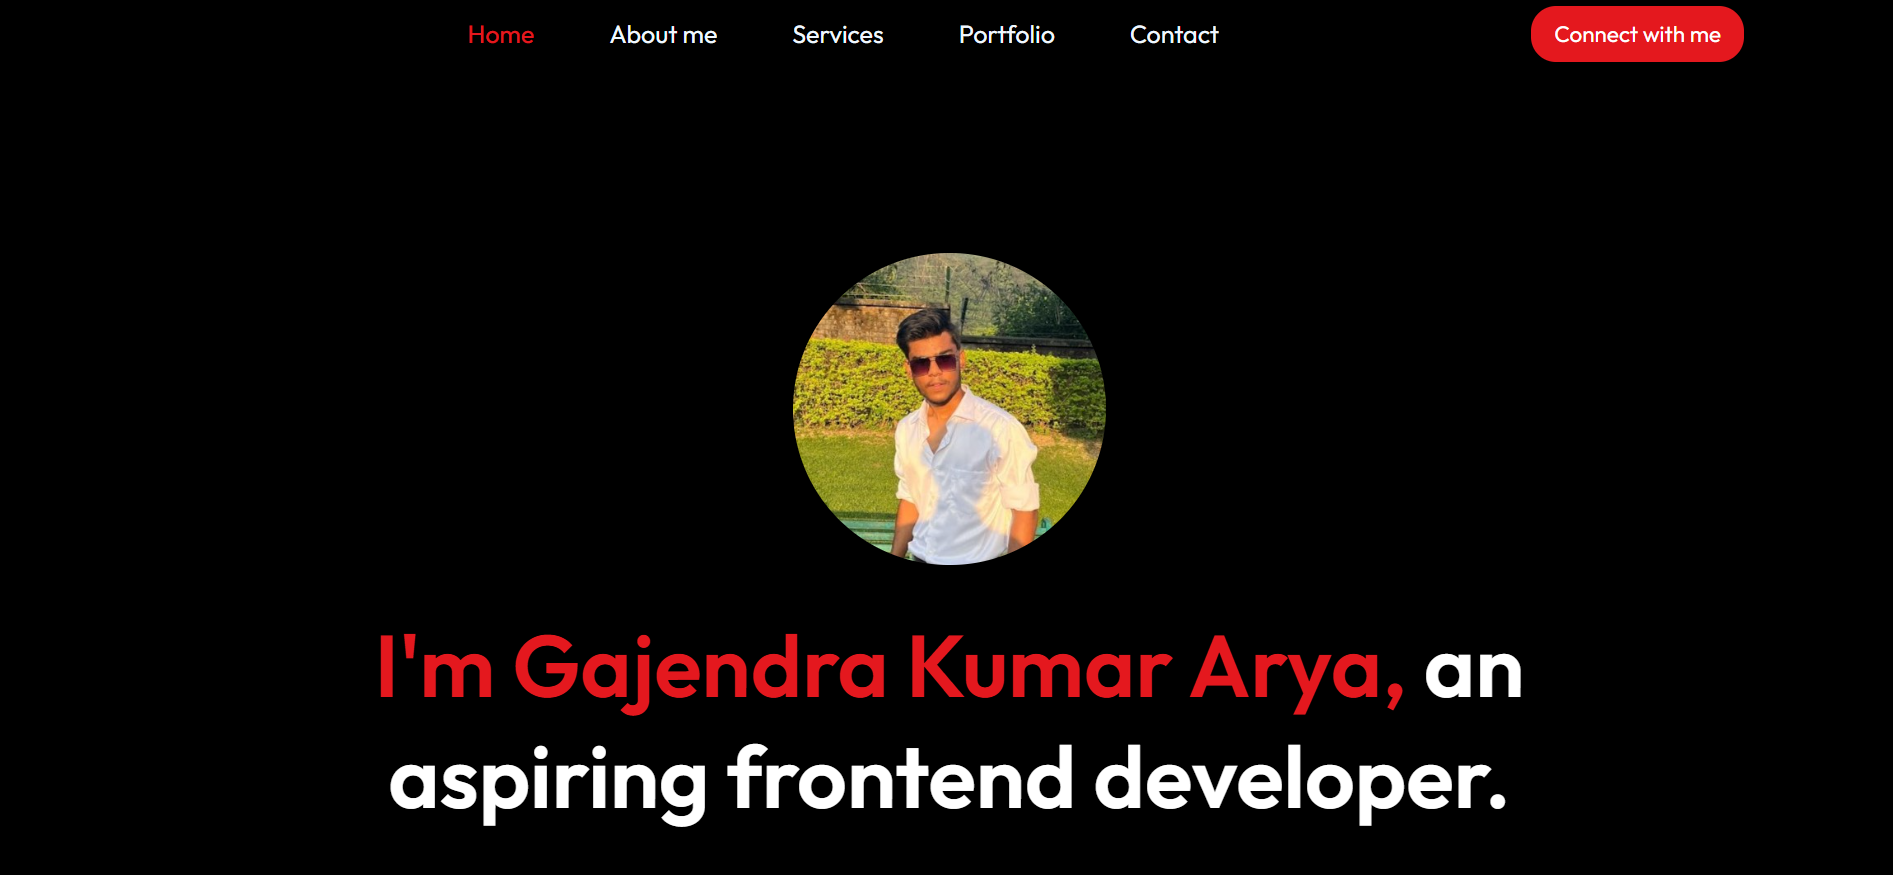 Home About me Services Portfolio Contact Connect with me
I'm Gajendra Kumar Arya, an
aspiring frontend developer.